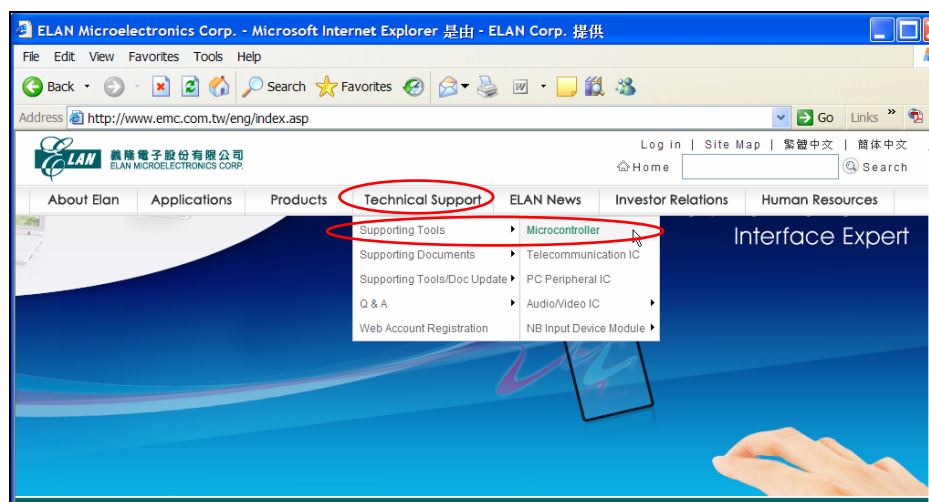 ELAN Microelectronics Corp. - Microsoft Internet Explorer 是由 - ELAN Corp. 提供
File Edit View Favorites Tools Help
Back Search Favorites
Address http://www.emc.com.tw/eng/index.asp Go Links »
Login | Site Map | 繁體中文 | 简体中文
ELAN 義隆電子股份有限公司
ELAN MICROELECTRONICS CORP.
Home Search
About Elan Applications Products Technical Support ELAN News Investor Relations Human Resources
Supporting Tools Microcontroller
Interface Expert
Supporting Documents Telecommunication IC
Supporting Tools/Doc Update PC Peripheral IC
Q & A Audio/Video IC
Web Account Registration NB Input Device Module